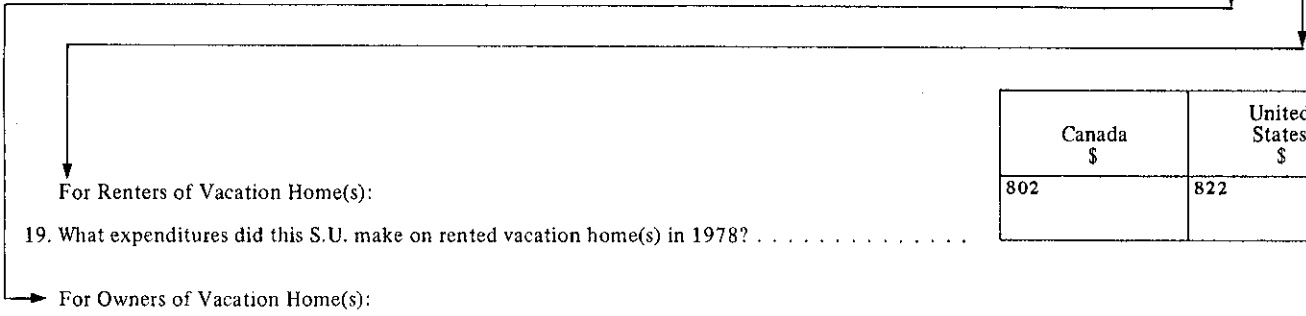 Canada
$
United
States
$
For Renters of Vacation Home(s):
802
822
19. What expenditures did this S.U. make on rented vacation home(s) in 1978? . . . . . . . . . . . . . . .
For Owners of Vacation Home(s):